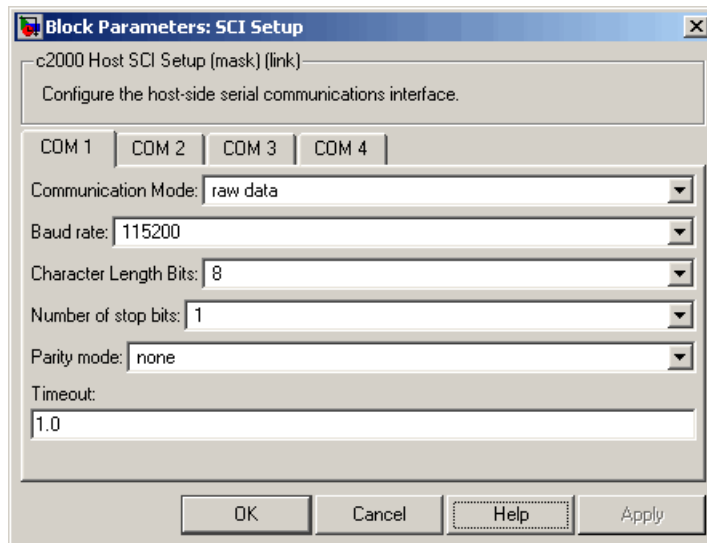 Block Parameters: SCI Setup
c2000 Host SCI Setup (mask) (link)
Configure the host-side serial communications interface.
COM 1 COM 2 COM 3 COM 4
Communication Mode: raw data
Baud rate: 115200
Character Length Bits: 8
Number of stop bits: 1
Parity mode: none
Timeout:
1.0
OK Cancel Help Apply